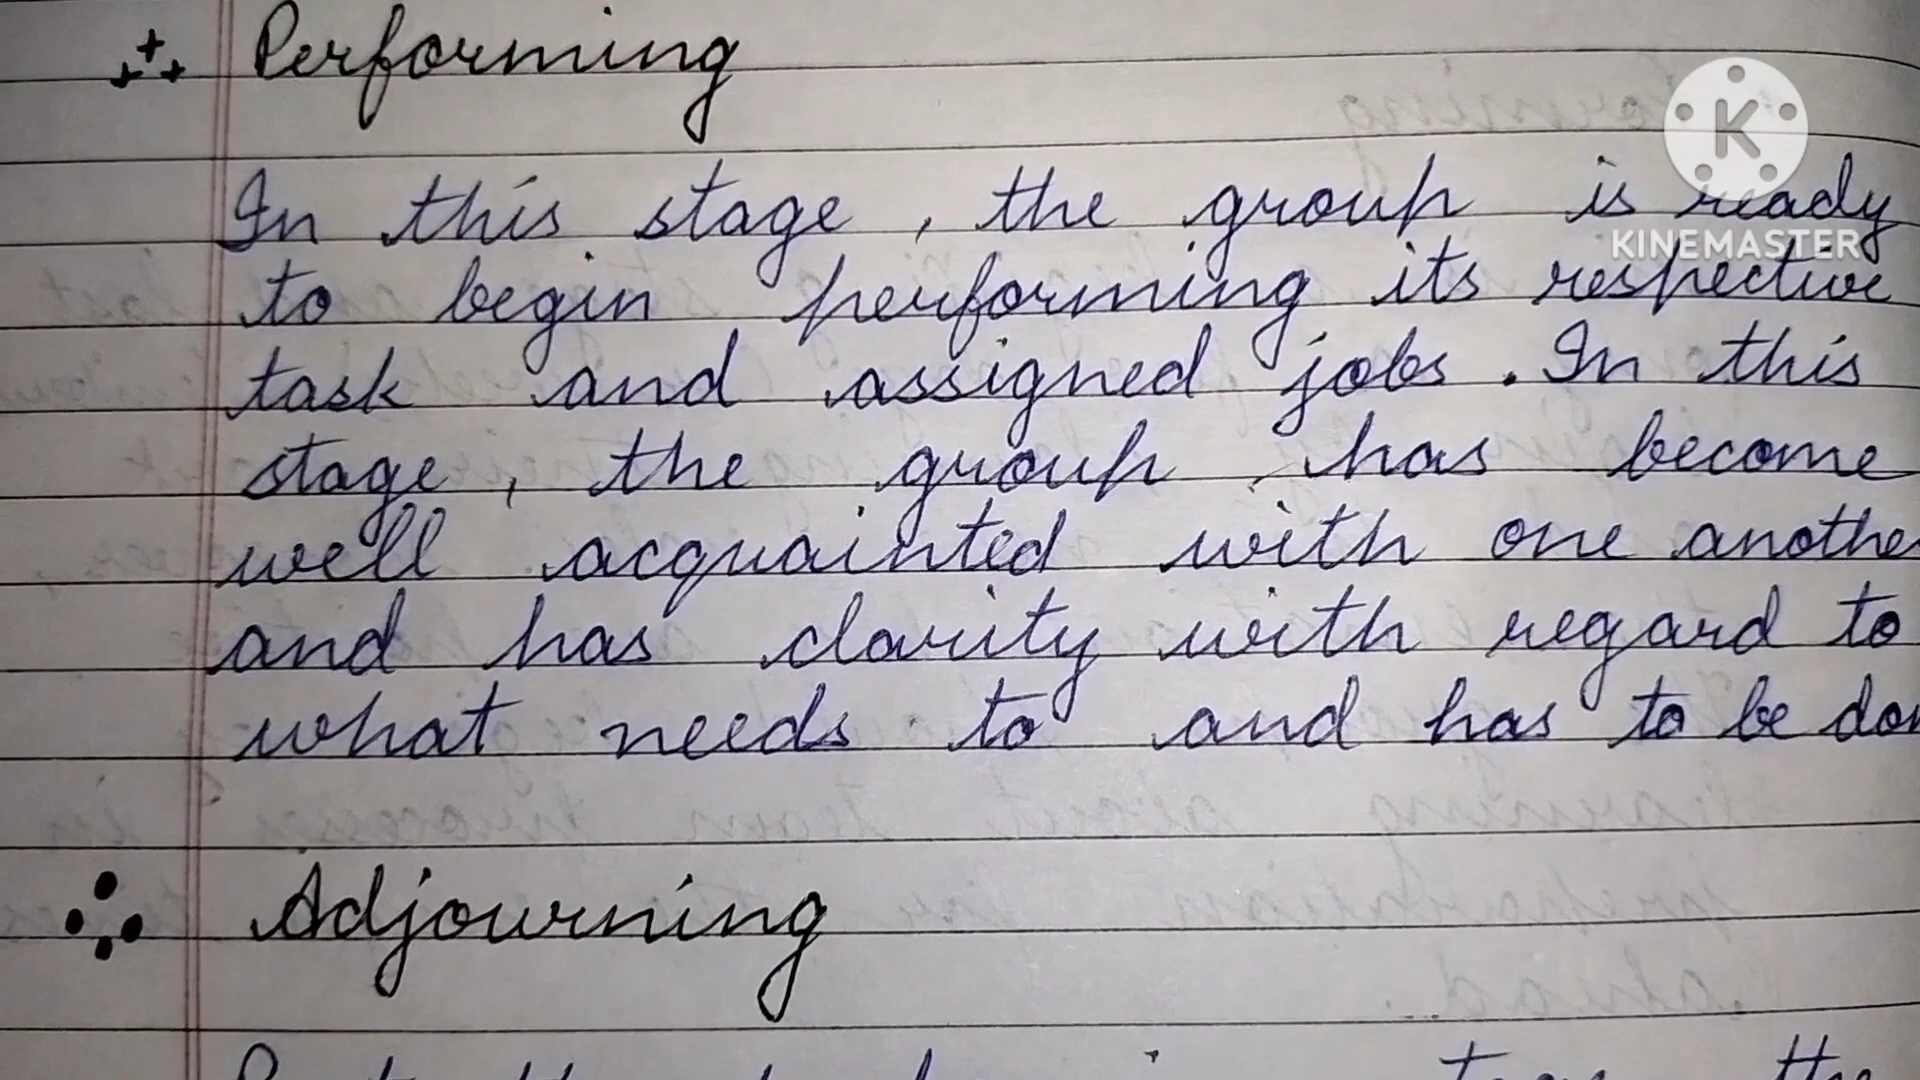 Performing
In this stage, the group is ready
to begin performing its respective
task and assigned jobs. In this
stage, the group has become
well acquainted with one another
and has clarity with regard to
what needs to and has to be don
Adjourning
the
K
KINEMASTER